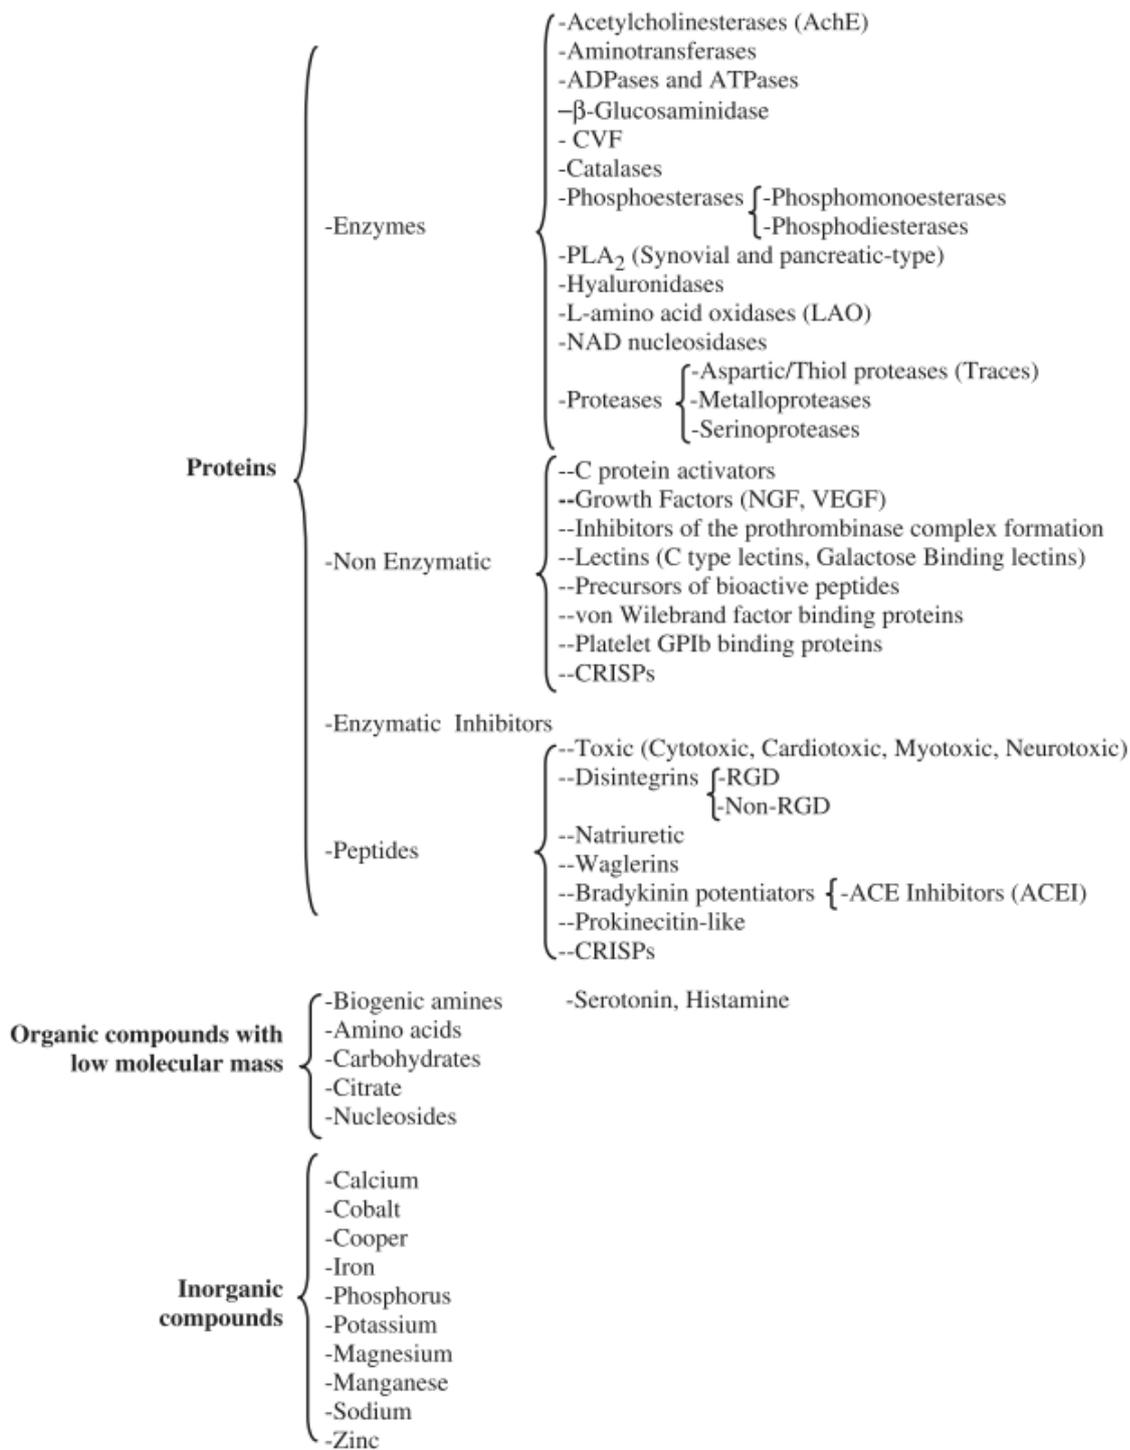 Proteins
-Enzymes
-Acetylcholinesterases (AchE)
-Aminotransferases
-ADPases and ATPases
–β-Glucosaminidase
- CVF
-Catalases
-Phosphoesterases
-Phosphomonoesterases
-Phosphodiesterases
-PLA2 (Synovial and pancreatic-type)
-Hyaluronidases
-L-amino acid oxidases (LAO)
-NAD nucleosidases
-Proteases
-Aspartic/Thiol proteases (Traces)
-Metalloproteases
-Serinoproteases
-Non Enzymatic
--C protein activators
--Growth Factors (NGF, VEGF)
--Inhibitors of the prothrombinase complex formation
--Lectins (C type lectins, Galactose Binding lectins)
--Precursors of bioactive peptides
--von Wilebrand factor binding proteins
--Platelet GPIb binding proteins
--CRISPs
-Enzymatic Inhibitors
-Peptides
--Toxic (Cytotoxic, Cardiotoxic, Myotoxic, Neurotoxic)
--Disintegrins
-RGD
-Non-RGD
--Natriuretic
--Waglerins
--Bradykinin potentiators
-ACE Inhibitors (ACEI)
--Prokinecitin-like
--CRISPs
Organic compounds with
low molecular mass
-Biogenic amines
-Serotonin, Histamine
-Amino acids
-Carbohydrates
-Citrate
-Nucleosides
Inorganic
compounds
-Calcium
-Cobalt
-Cooper
-Iron
-Phosphorus
-Potassium
-Magnesium
-Manganese
-Sodium
-Zinc